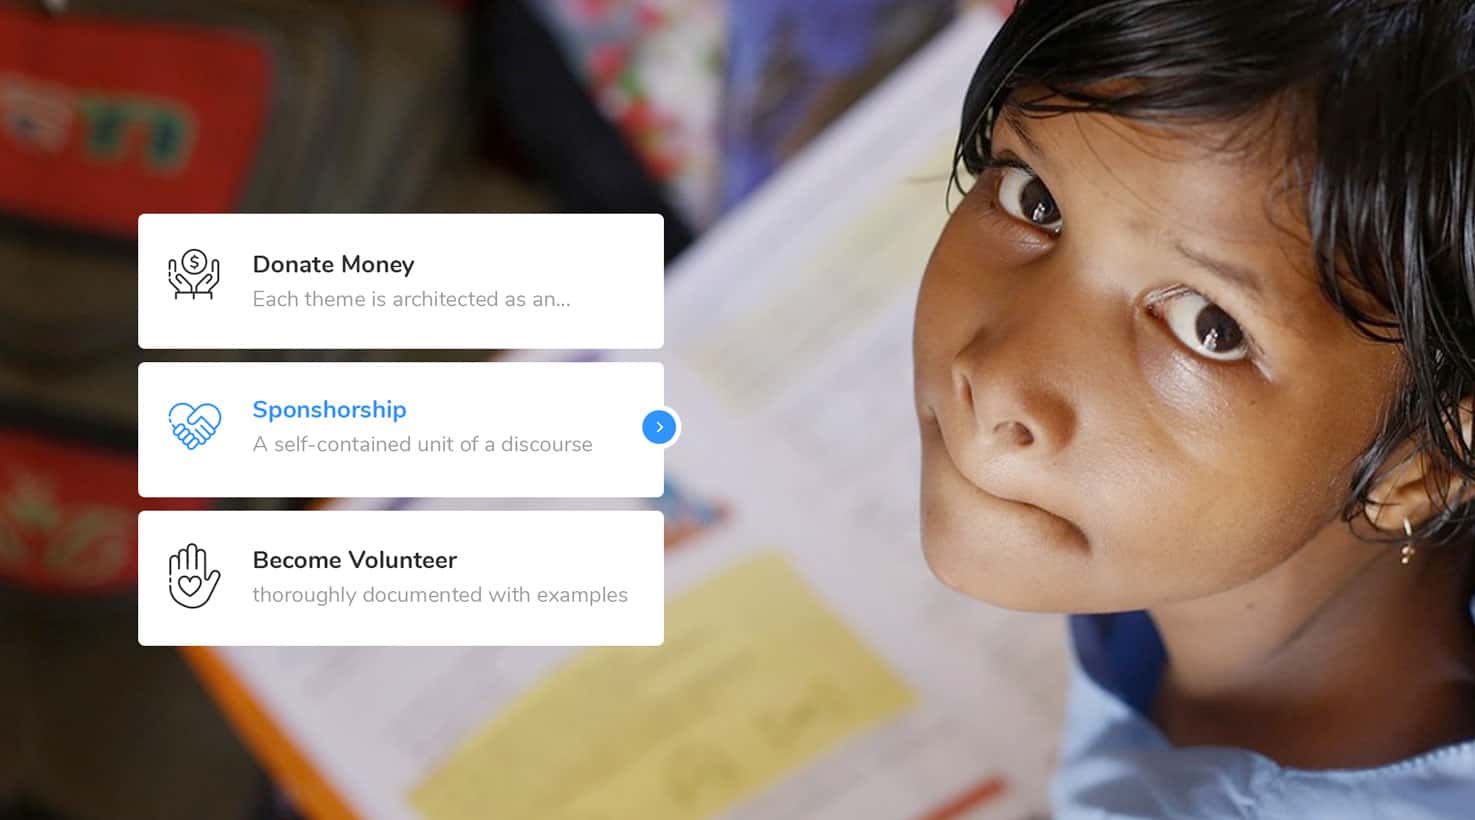 Donate Money
Each theme is architected as an...
Sponshorship
A self-contained unit of a discourse
Become Volunteer
thoroughly documented with examples